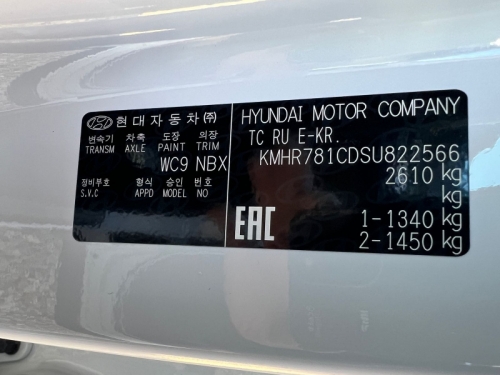 현대자동차㈜
변속기 차축 도장 의장
TRANSM AXLE PAINT TRIM
WC9 NBX
정비부호 형식 승인 번호
S.V.C APPD MODEL NO
HYUNDAI MOTOR COMPANY
TC RU E-KR.
KMHR781CDSU822566
2610 kg
kg
EAC
1-1340 kg
2-1450 kg